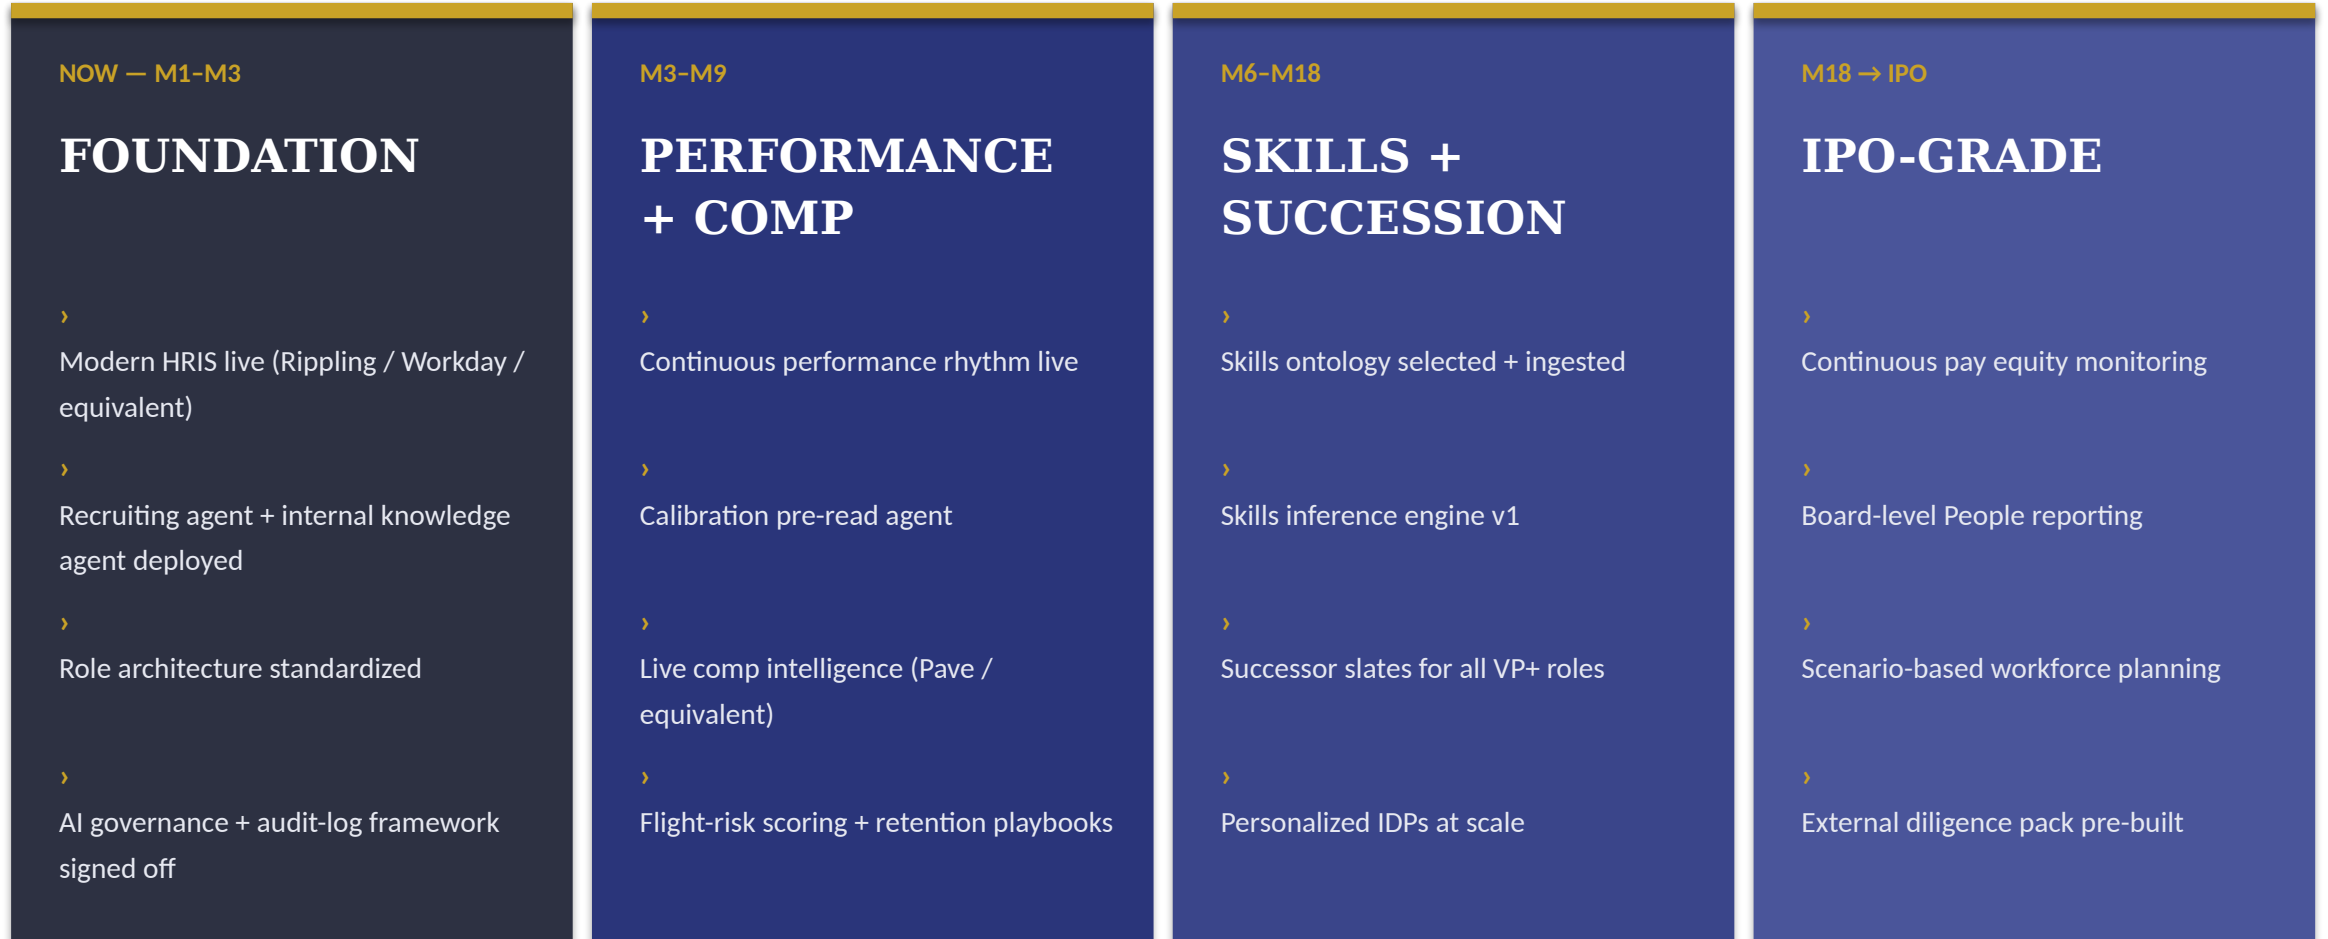 NOW — M1–M3
FOUNDATION
›
Modern HRIS live (Rippling / Workday /
equivalent)
›
Recruiting agent + internal knowledge
agent deployed
›
Role architecture standardized
›
AI governance + audit-log framework
signed off
M3–M9
PERFORMANCE
+ COMP
›
Continuous performance rhythm live
›
Calibration pre-read agent
›
Live comp intelligence (Pave /
equivalent)
›
Flight-risk scoring + retention playbooks
M6–M18
SKILLS +
SUCCESSION
›
Skills ontology selected + ingested
›
Skills inference engine v1
›
Successor slates for all VP+ roles
›
Personalized IDPs at scale
M18 → IPO
IPO-GRADE
›
Continuous pay equity monitoring
›
Board-level People reporting
›
Scenario-based workforce planning
›
External diligence pack pre-built